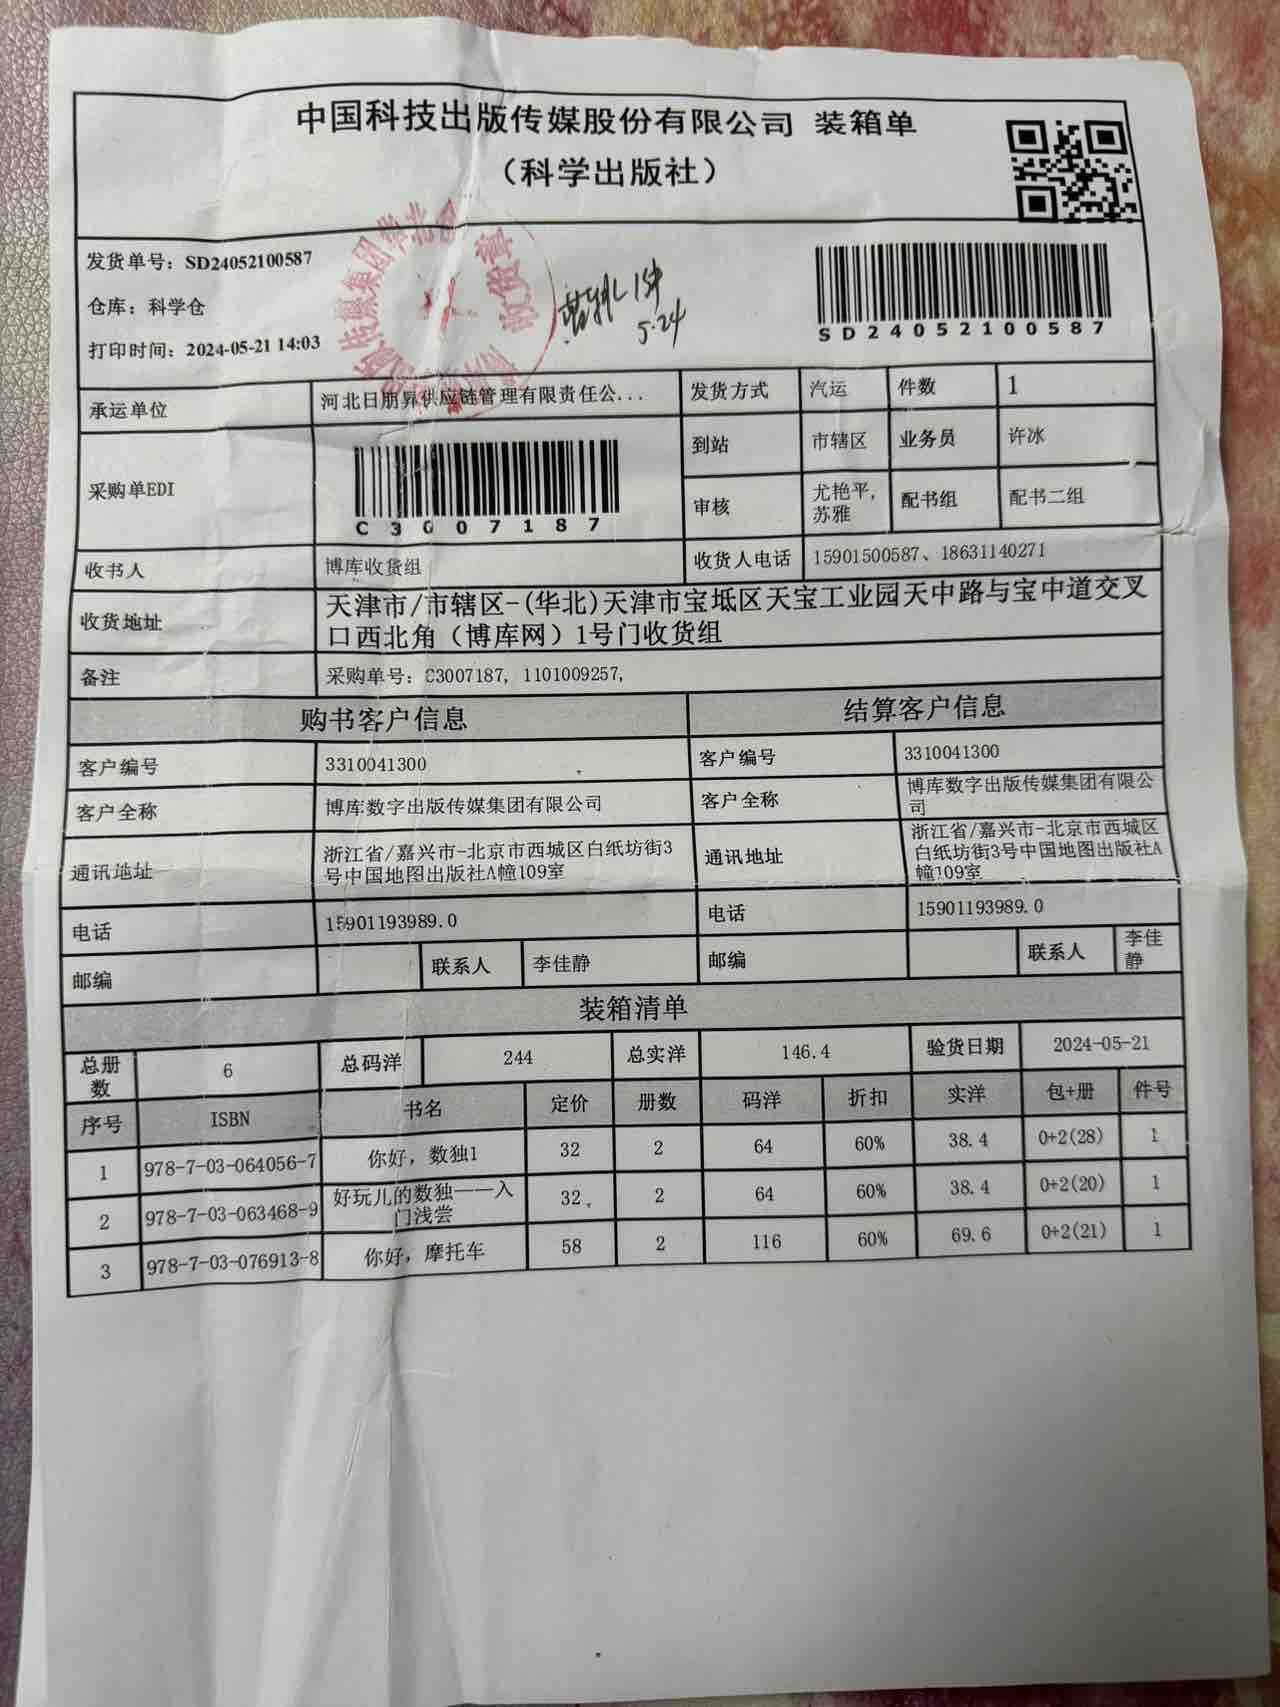 中国科技出版传媒股份有限公司 装箱单
（科学出版社）
发货单号：SD24052100587
仓库：科学仓
打印时间：2024-05-21 14:03
5.24
SD24052100587
承运单位 河北日朋昇供应链管理有限责任公... 发货方式 汽运 件数 1
采购单EDI C3007187 到站 市辖区 业务员 许冰
审核 尤艳平,苏雅 配书组 配书二组
收书人 博库收货组 收货人电话 15901500587、18631140271
收货地址 天津市/市辖区-(华北)天津市宝坻区天宝工业园天中路与宝中道交叉
口西北角（博库网）1号门收货组
备注 采购单号：C3007187, 1101009257,
购书客户信息 结算客户信息
客户编号 3310041300 客户编号 3310041300
客户全称 博库数字出版传媒集团有限公司 客户全称 博库数字出版传媒集团有限公司
通讯地址 浙江省/嘉兴市-北京市西城区白纸坊街3号中国地图出版社A幢109室 通讯地址 浙江省/嘉兴市-北京市西城区白纸坊街3号中国地图出版社A幢109室
电话 15901193989.0 电话 15901193989.0
邮编 联系人 李佳静 邮编 联系人 李佳静
装箱清单
总册数 6 总码洋 244 总实洋 146.4 验货日期 2024-05-21
序号 ISBN 书名 定价 册数 码洋 折扣 实洋 包+册 件号
1 978-7-03-064056-7 你好，数独1 32 2 64 60% 38.4 0+2(28) 1
2 978-7-03-063468-9 好玩儿的数独——入门浅尝 32 2 64 60% 38.4 0+2(20) 1
3 978-7-03-076913-8 你好，摩托车 58 2 116 60% 69.6 0+2(21) 1